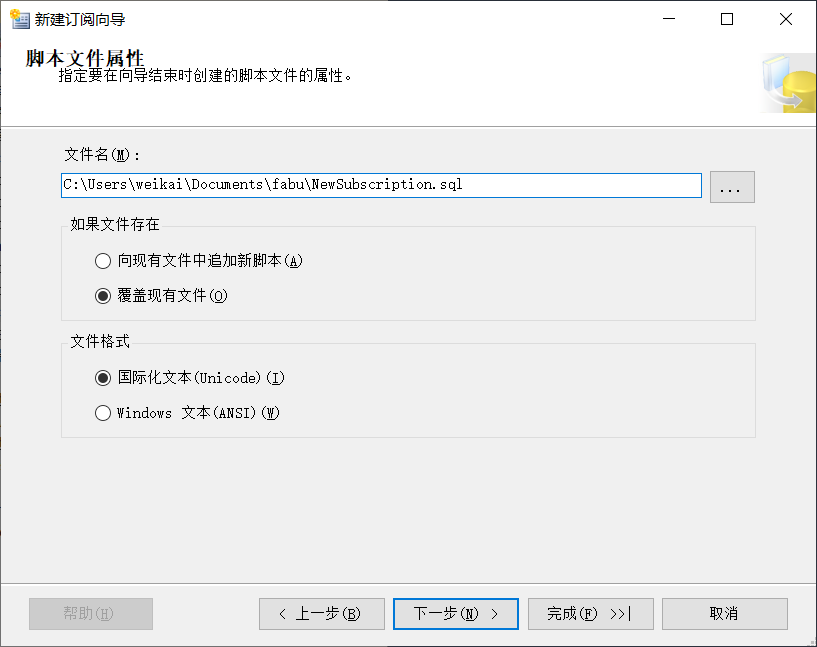 新建订阅向导
脚本文件属性
指定要在向导结束时创建的脚本文件的属性。
文件名(M):
C:\Users\weikai\Documents\fabu\NewSubscription.sql
...
如果文件存在
向现有文件中追加新脚本(A)
覆盖现有文件(O)
文件格式
国际化文本(Unicode)(I)
Windows 文本(ANSI)(W)
帮助(H)
< 上一步(B)
下一步(N) >
完成(F) >>|
取消